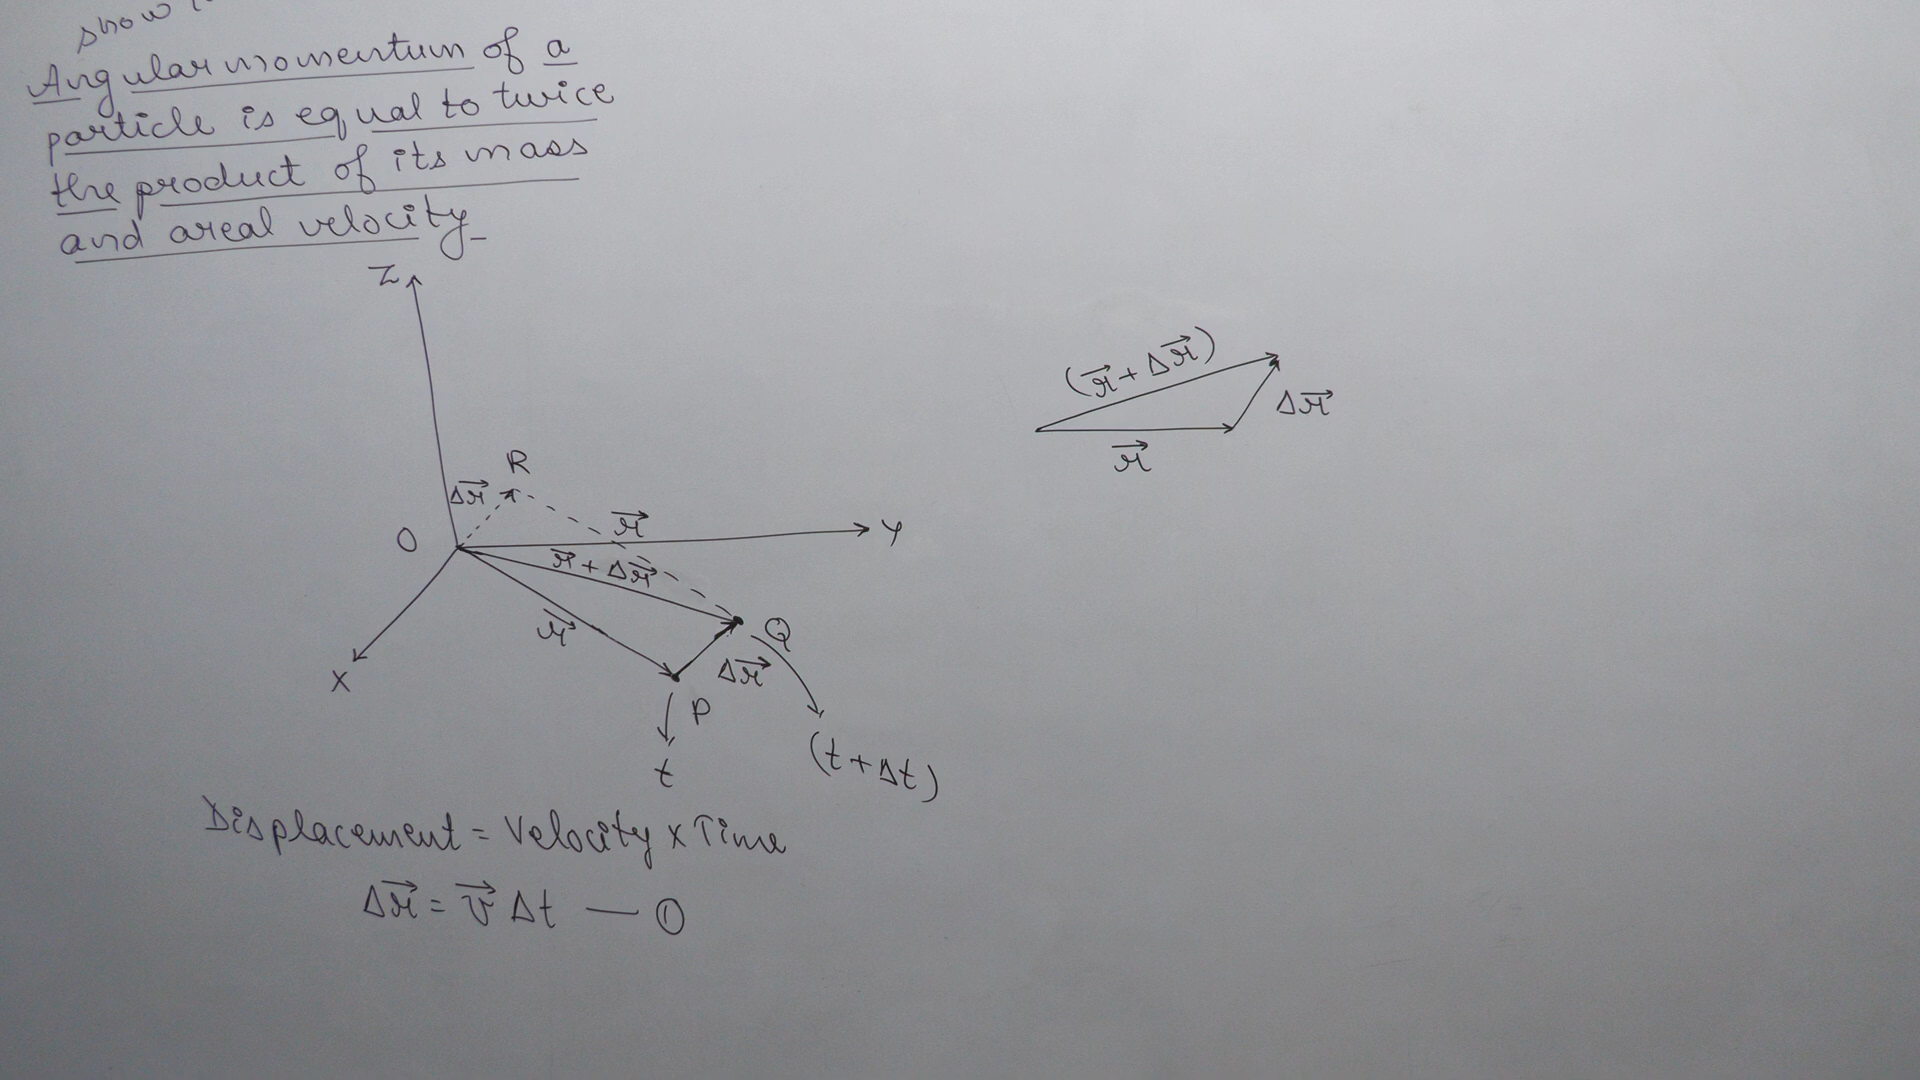 show
Angular momentum of a
particle is equal to twice
the product of its mass
and areal velocity_
Z
(r⃗ + Δr⃗)
Δr⃗
r⃗
R
Δr⃗
r⃗
O
Y
r⃗ + Δr⃗
r⃗
Q
X
Δr⃗
P
t
(t + Δt)
Displacement = Velocity x Time
Δr⃗ = v⃗ Δt — ①